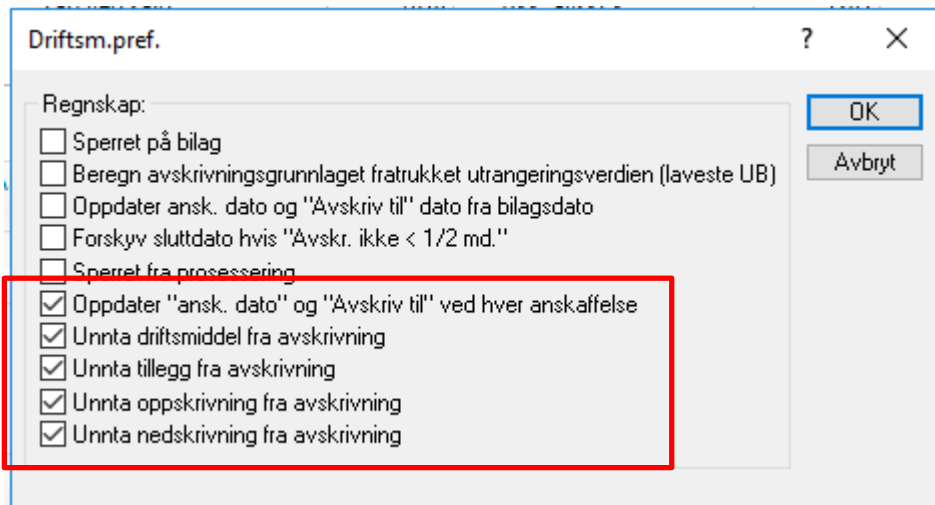 Driftsm.pref.
?
Regnskap:
OK
Sperret på bilag
Avbryt
Beregn avskrivningsgrunnlaget fratrukket utrangeringsverdien (laveste UB)
Oppdater ansk. dato og "Avskriv til" dato fra bilagsdato
Forskyv sluttdato hvis "Avskr. ikke < 1/2 md."
Sperret fra prosessering
Oppdater "ansk. dato" og "Avskriv til" ved hver anskaffelse
Unnta driftsmiddel fra avskrivning
Unnta tillegg fra avskrivning
Unnta oppskrivning fra avskrivning
Unnta nedskrivning fra avskrivning